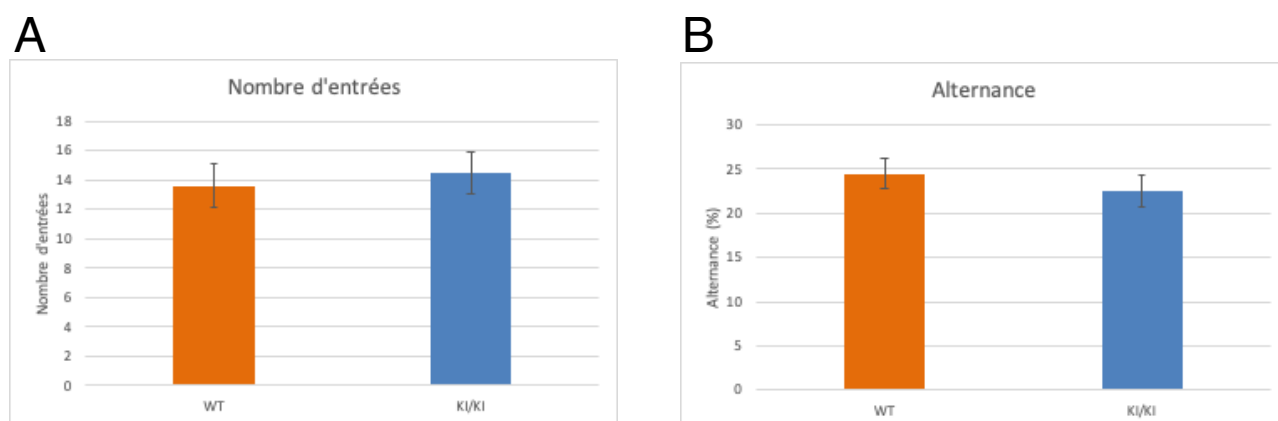 A
Nombre d'entrées
Nombre d'entrées
18
16
14
12
10
8
6
4
2
0
WT
KI/KI
B
Alternance
Alternance (%)
30
25
20
15
10
5
0
WT
KI/KI